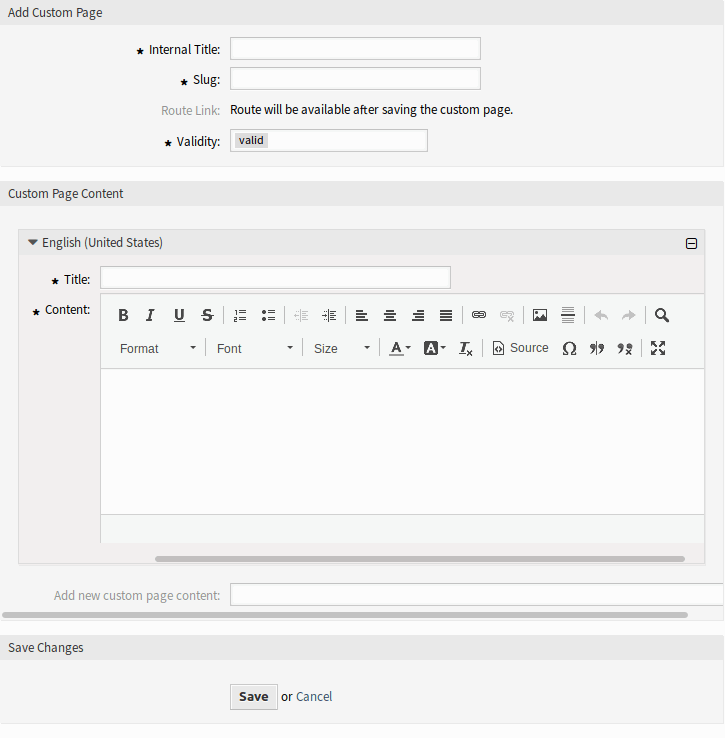 Add Custom Page
★ Internal Title:
★ Slug:
Route Link: Route will be available after saving the custom page.
★ Validity: valid
Custom Page Content
English (United States)
★ Title:
★ Content:
B I U S
Format Font Size A A Tx Source Ω
Add new custom page content:
Save Changes
Save or Cancel